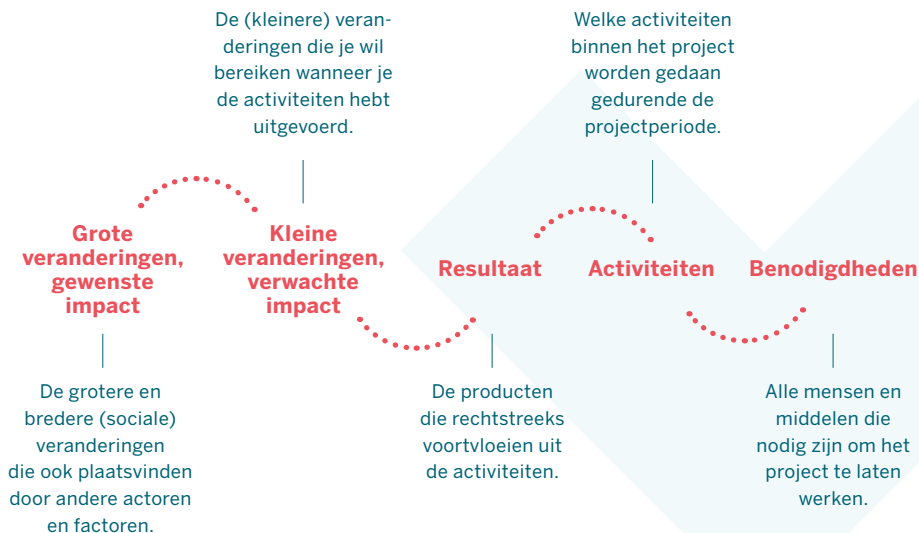 De (kleinere) veran-
deringen die je wil
bereiken wanneer je
de activiteiten hebt
uitgevoerd.
Welke activiteiten
binnen het project
worden gedaan
gedurende de
projectperiode.
Grote
veranderingen,
gewenste
impact
Kleine
veranderingen,
verwachte
impact
Resultaat
Activiteiten
Benodigdheden
De grotere en
bredere (sociale)
veranderingen
die ook plaatsvinden
door andere actoren
en factoren.
De producten
die rechtstreeks
voortvloeien uit
de activiteiten.
Alle mensen en
middelen die
nodig zijn om het
project te laten
werken.